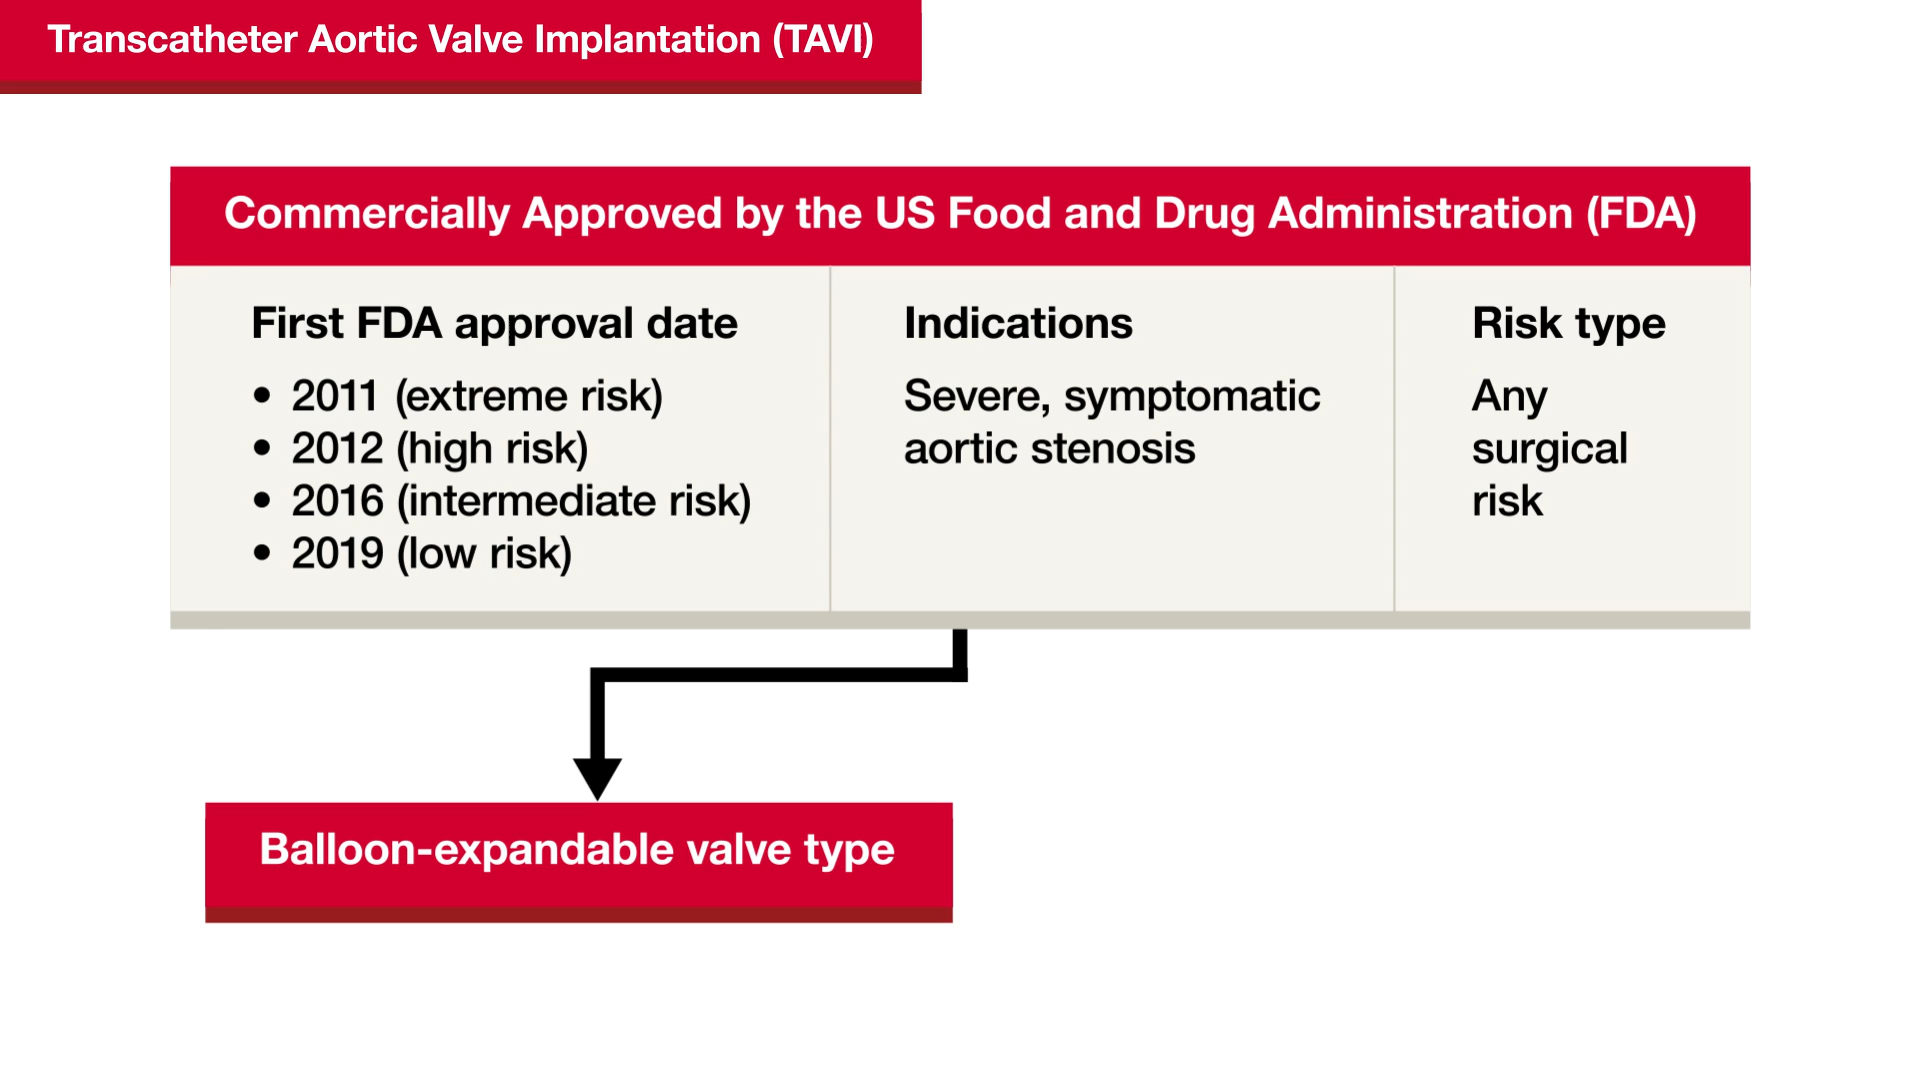 Transcatheter Aortic Valve Implantation (TAVI)
Commercially Approved by the US Food and Drug Administration (FDA)
First FDA approval date
• 2011 (extreme risk)
• 2012 (high risk)
• 2016 (intermediate risk)
• 2019 (low risk)
Indications
Severe, symptomatic
aortic stenosis
Risk type
Any
surgical
risk
Balloon-expandable valve type